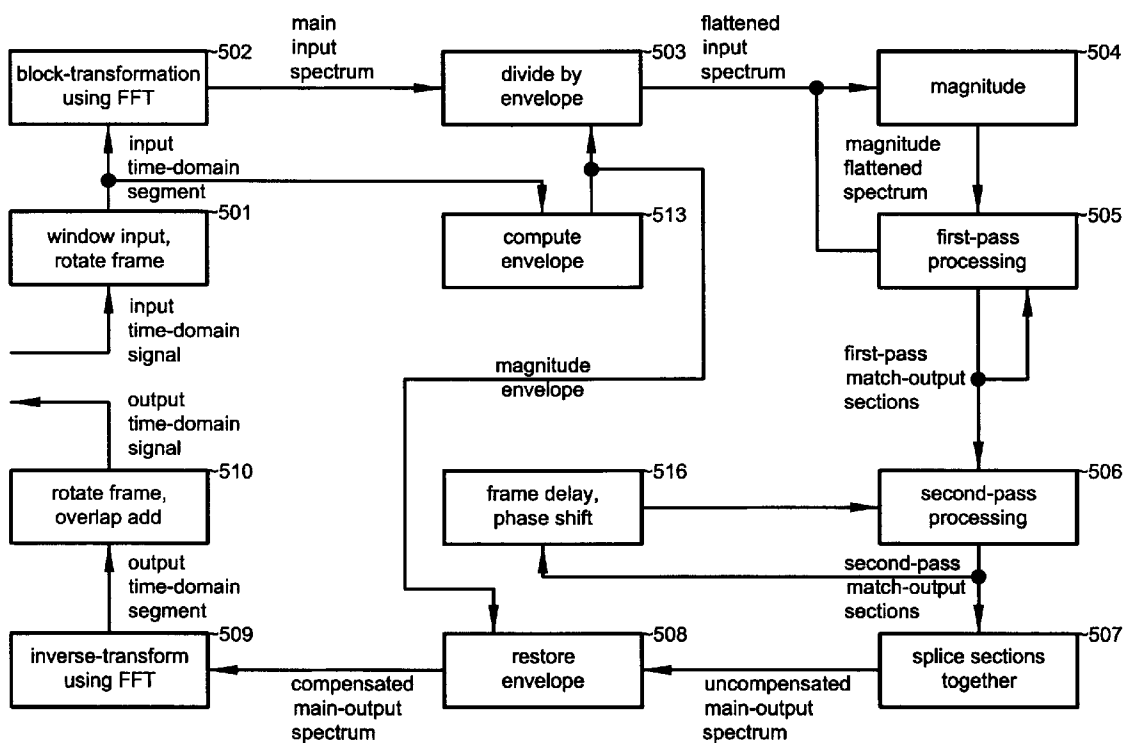 502
block-transformation
using FFT
main
input
spectrum
503
divide by
envelope
flattened
input
spectrum
504
magnitude
input
time-domain
segment
magnitude
flattened
spectrum
501
window input,
rotate frame
513
compute
envelope
505
first-pass
processing
input
time-domain
signal
magnitude
envelope
first-pass
match-output
sections
output
time-domain
signal
510
rotate frame,
overlap add
516
frame delay,
phase shift
506
second-pass
processing
output
time-domain
segment
second-pass
match-output
sections
509
inverse-transform
using FFT
compensated
main-output
spectrum
508
restore
envelope
uncompensated
main-output
spectrum
507
splice sections
together